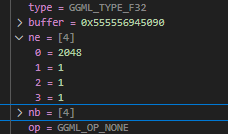 type = GGML_TYPE_F32
buffer = 0x555556945090
ne = [4]
0 = 2048
1 = 1
2 = 1
3 = 1
nb = [4]
op = GGML_OP_NONE